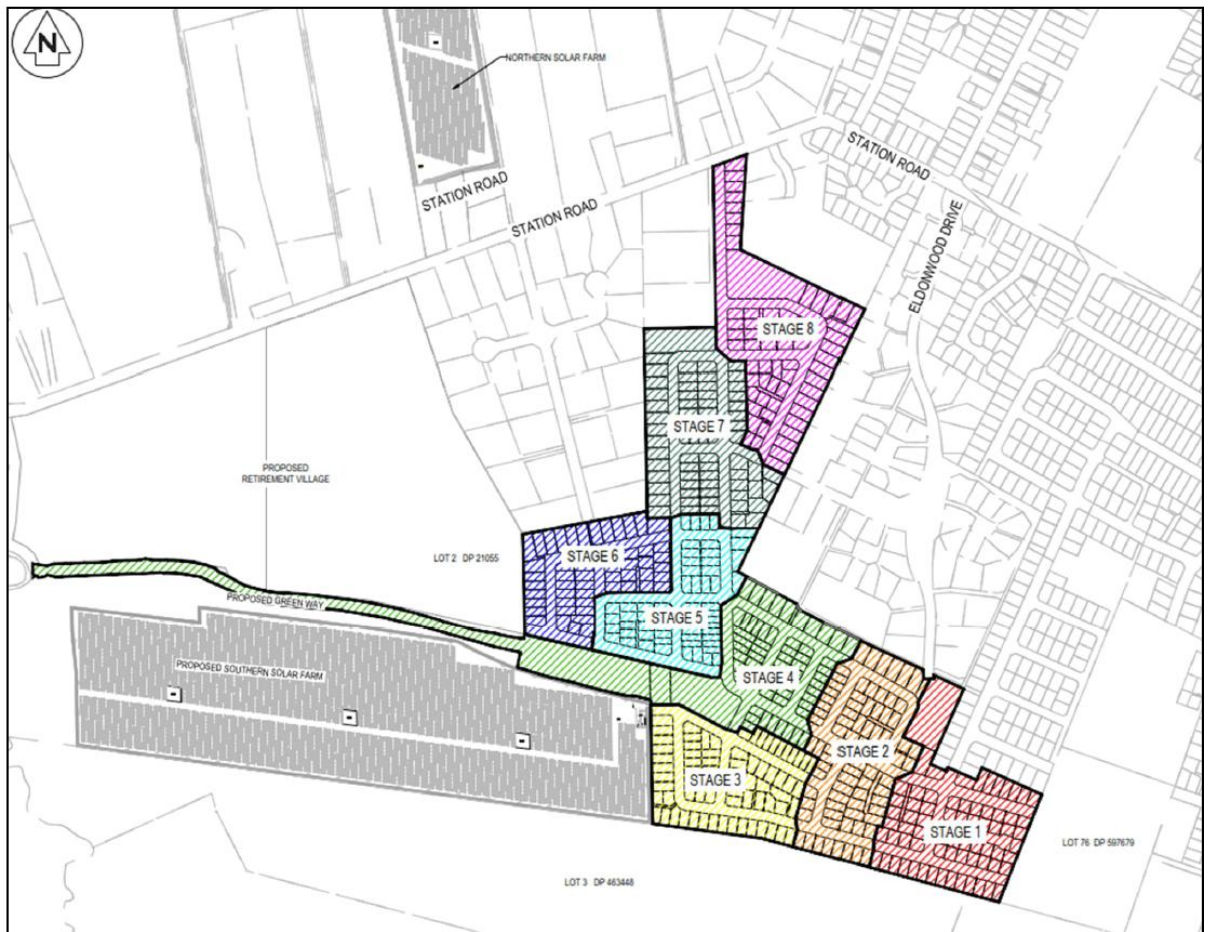 N
NORTHERN SOLAR FARM
STATION ROAD
STATION ROAD
STATION ROAD
ELDONWOOD DRIVE
STAGE 8
STAGE 7
PROPOSED
RETIREMENT VILLAGE
LOT 2 DP 21055
STAGE 6
PROPOSED GREEN WAY
STAGE 5
PROPOSED SOUTHERN SOLAR FARM
STAGE 4
STAGE 2
STAGE 3
STAGE 1
LOT 76 DP 597679
LOT 3 DP 463448